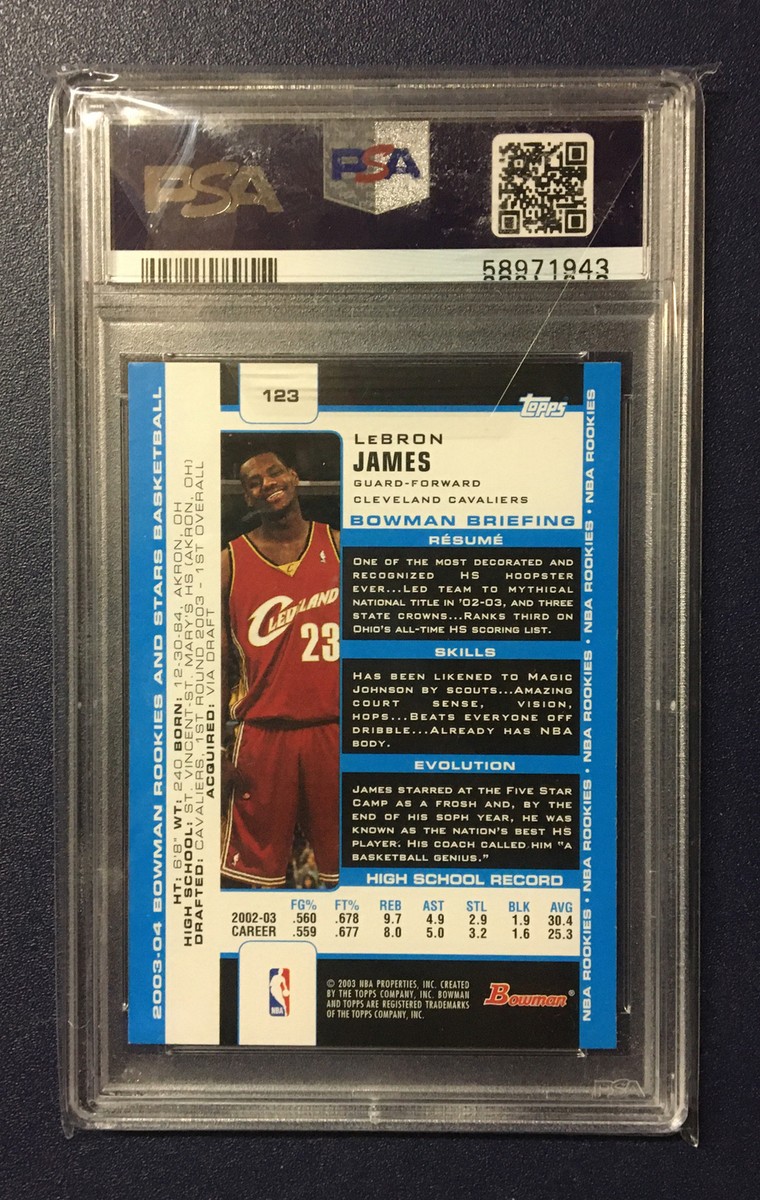 PSA
PSA
58971943
2003-04 BOWMAN ROOKIES AND STARS BASKETBALL
HT: 6'8" WT: 240 BORN: 12-30-84, AKRON, OH
HIGH SCHOOL: ST. VINCENT-ST. MARY'S HS (AKRON, OH)
DRAFTED: CAVALIERS, 1ST ROUND 2003 - 1ST OVERALL
ACQUIRED: VIA DRAFT
123
topps
LEBRON
JAMES
GUARD-FORWARD
CLEVELAND CAVALIERS
BOWMAN BRIEFING
RÉSUMÉ
ONE OF THE MOST DECORATED AND
RECOGNIZED HS HOOPSTER
EVER...LED TEAM TO MYTHICAL
NATIONAL TITLE IN '02-03, AND THREE
STATE CROWNS...RANKS THIRD ON
OHIO'S ALL-TIME HS SCORING LIST.
SKILLS
HAS BEEN LIKENED TO MAGIC
JOHNSON BY SCOUTS...AMAZING
COURT SENSE, VISION,
HOPS...BEATS EVERYONE OFF
DRIBBLE...ALREADY HAS NBA
BODY.
EVOLUTION
JAMES STARRED AT THE FIVE STAR
CAMP AS A FROSH AND, BY THE
END OF HIS SOPH YEAR, HE WAS
KNOWN AS THE NATION'S BEST HS
PLAYER. HIS COACH CALLED HIM "A
BASKETBALL GENIUS."
CLEVELAND
23
HIGH SCHOOL RECORD
FG% FT% REB AST STL BLK AVG
2002-03 .560 .678 9.7 4.9 2.9 1.9 30.4
CAREER .559 .677 8.0 5.0 3.2 1.6 25.3
NBA
© 2003 NBA PROPERTIES, INC. CREATED
BY THE TOPPS COMPANY, INC. BOWMAN
AND TOPPS ARE REGISTERED TRADEMARKS
OF THE TOPPS COMPANY, INC.
Bowman®
NBA ROOKIES • NBA ROOKIES • NBA ROOKIES • NBA ROOKIES • NBA ROOKIES
PSA